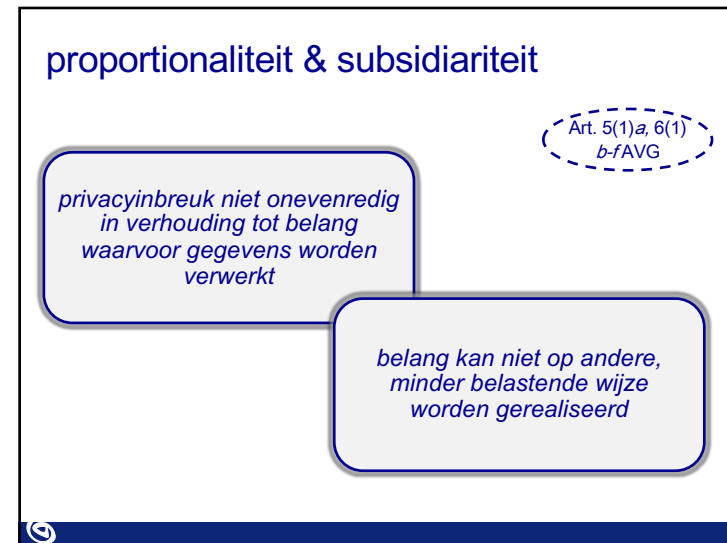 proportionaliteit & subsidiariteit
Art. 5(1)a, 6(1)
b-f AVG
privacyinbreuk niet onevenredig
in verhouding tot belang
waarvoor gegevens worden
verwerkt
belang kan niet op andere,
minder belastende wijze
worden gerealiseerd